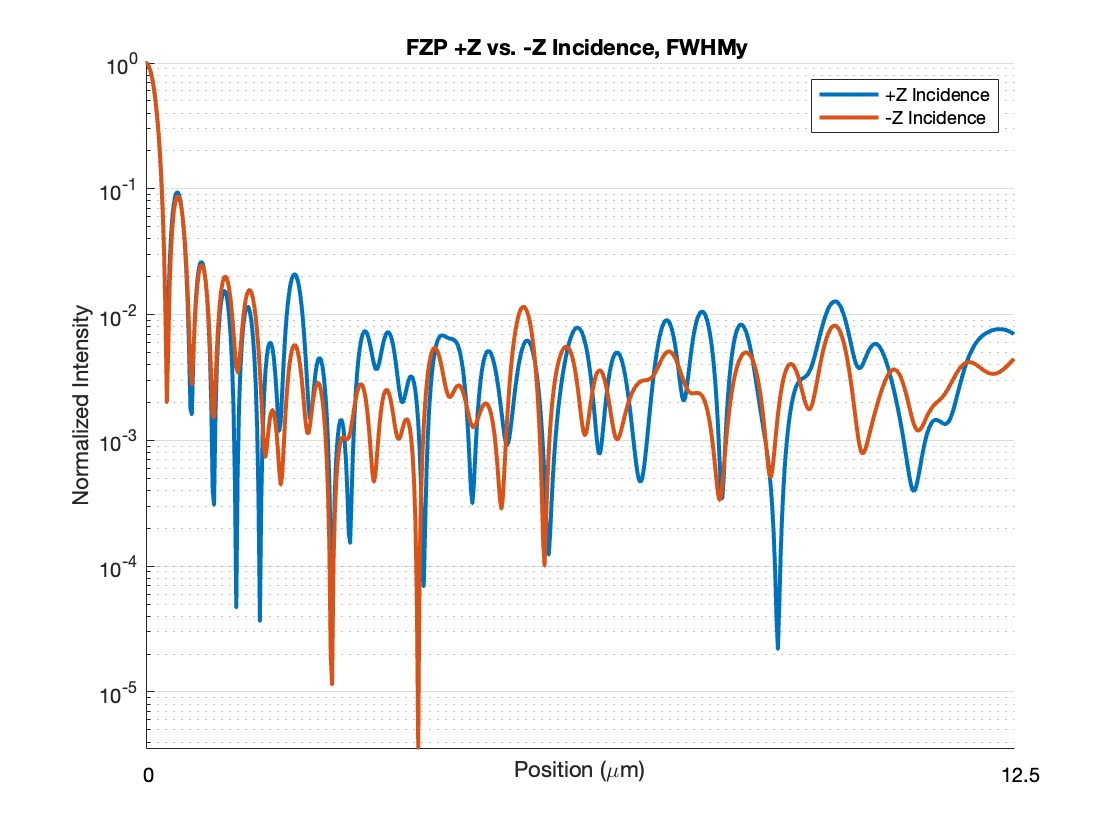 FZP +Z vs. -Z Incidence, FWHMy
+Z Incidence
-Z Incidence
10^0
10^-1
10^-2
10^-3
10^-4
10^-5
Normalized Intensity
0
Position (μm)
12.5